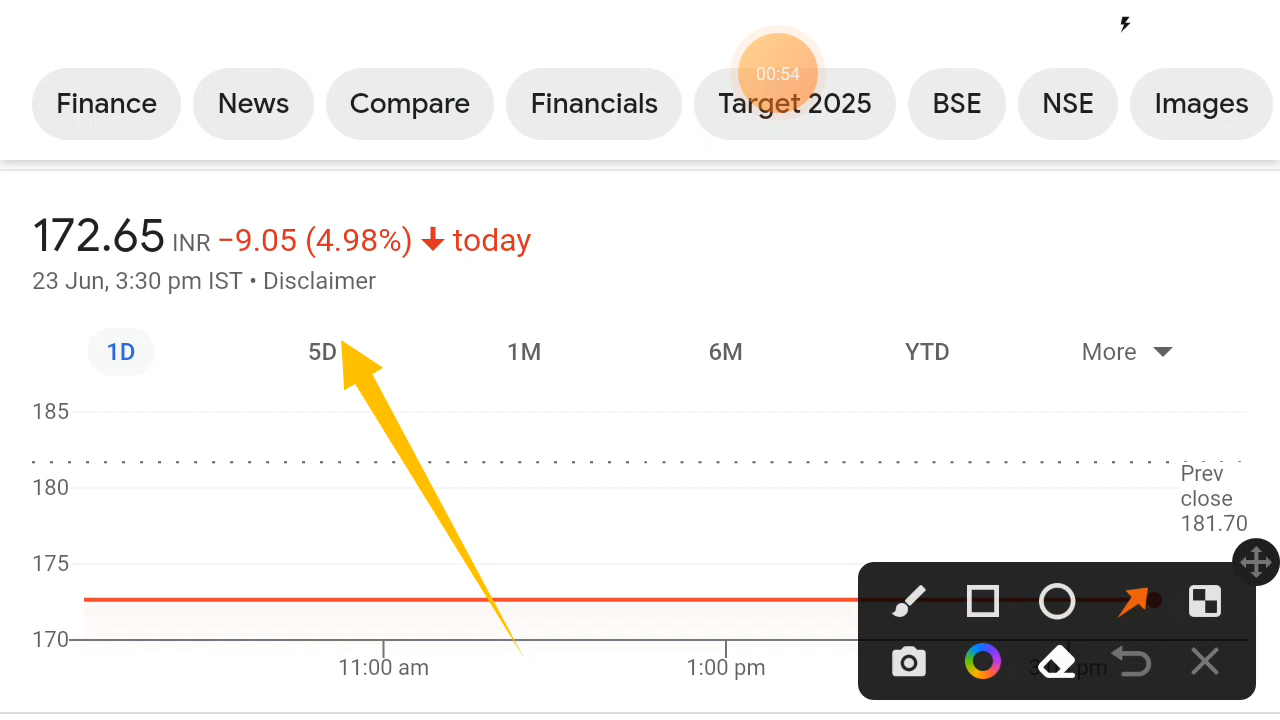 00:54
Finance News Compare Financials Target 2025 BSE NSE Images
172.65 INR −9.05 (4.98%) today
23 Jun, 3:30 pm IST • Disclaimer
1D 5D 1M 6M YTD More
185
Prev
close
181.70
180
175
170
11:00 am 1:00 pm pm